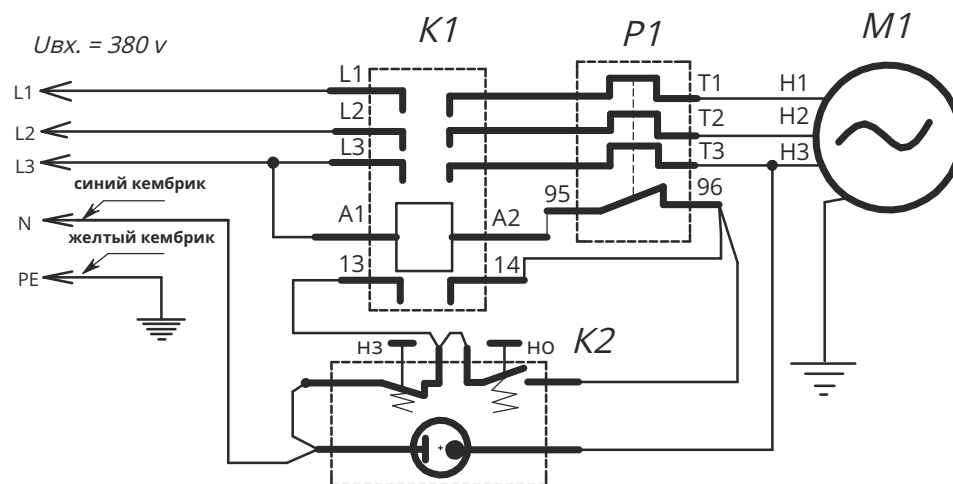 K1
P1
M1
Uвх. = 380 v
L1
L1
T1
H1
L2
L2
T2
H2
L3
L3
T3
H3
синий кембрик
95
96
N
A1
A2
желтый кембрик
PE
13
14
НЗ
НО
K2